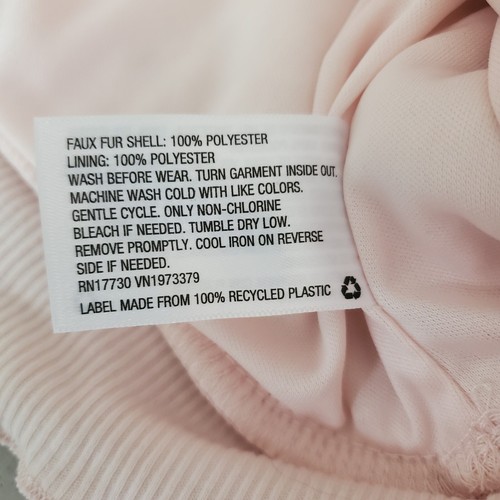 FAUX FUR SHELL: 100% POLYESTER
LINING: 100% POLYESTER
WASH BEFORE WEAR. TURN GARMENT INSIDE OUT.
MACHINE WASH COLD WITH LIKE COLORS.
GENTLE CYCLE. ONLY NON-CHLORINE
BLEACH IF NEEDED. TUMBLE DRY LOW.
REMOVE PROMPTLY. COOL IRON ON REVERSE
SIDE IF NEEDED.
RN17730 VN1973379
LABEL MADE FROM 100% RECYCLED PLASTIC